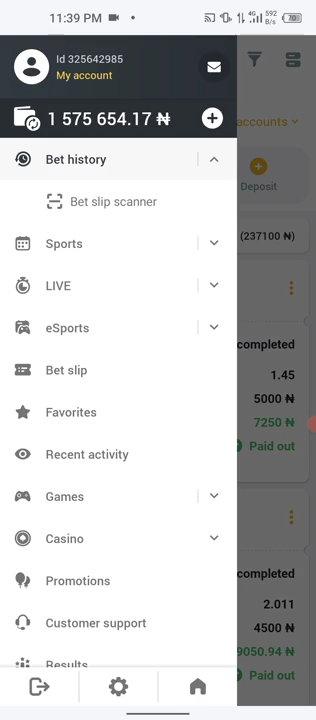 11:39 PM
4G 592 B/s 70
Id 325642985
My account
1 575 654.17 ₦
accounts
Bet history
Bet slip scanner
Deposit
Sports
(237100 ₦)
LIVE
eSports
completed
Bet slip
1.45
5000 ₦
Favorites
7250 ₦
Recent activity
Paid out
Games
Casino
Promotions
completed
2.011
Customer support
4500 ₦
9050.94 ₦
Results
Paid out